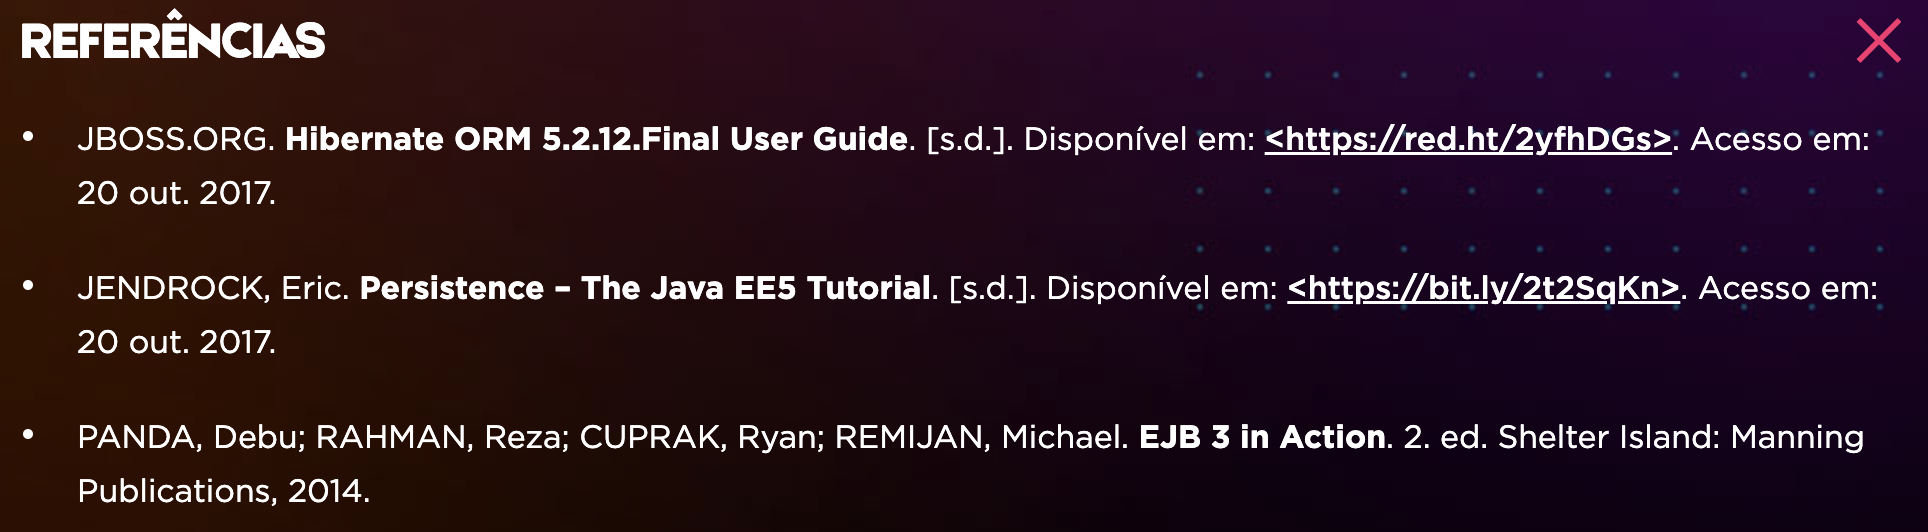 REFERÊNCIAS
• JBOSS.ORG. Hibernate ORM 5.2.12.Final User Guide. [s.d.]. Disponível em: <https://red.ht/2yfhDGs>. Acesso em:
20 out. 2017.
• JENDROCK, Eric. Persistence – The Java EE5 Tutorial. [s.d.]. Disponível em: <https://bit.ly/2t2SqKn>. Acesso em:
20 out. 2017.
• PANDA, Debu; RAHMAN, Reza; CUPRAK, Ryan; REMIJAN, Michael. EJB 3 in Action. 2. ed. Shelter Island: Manning
Publications, 2014.